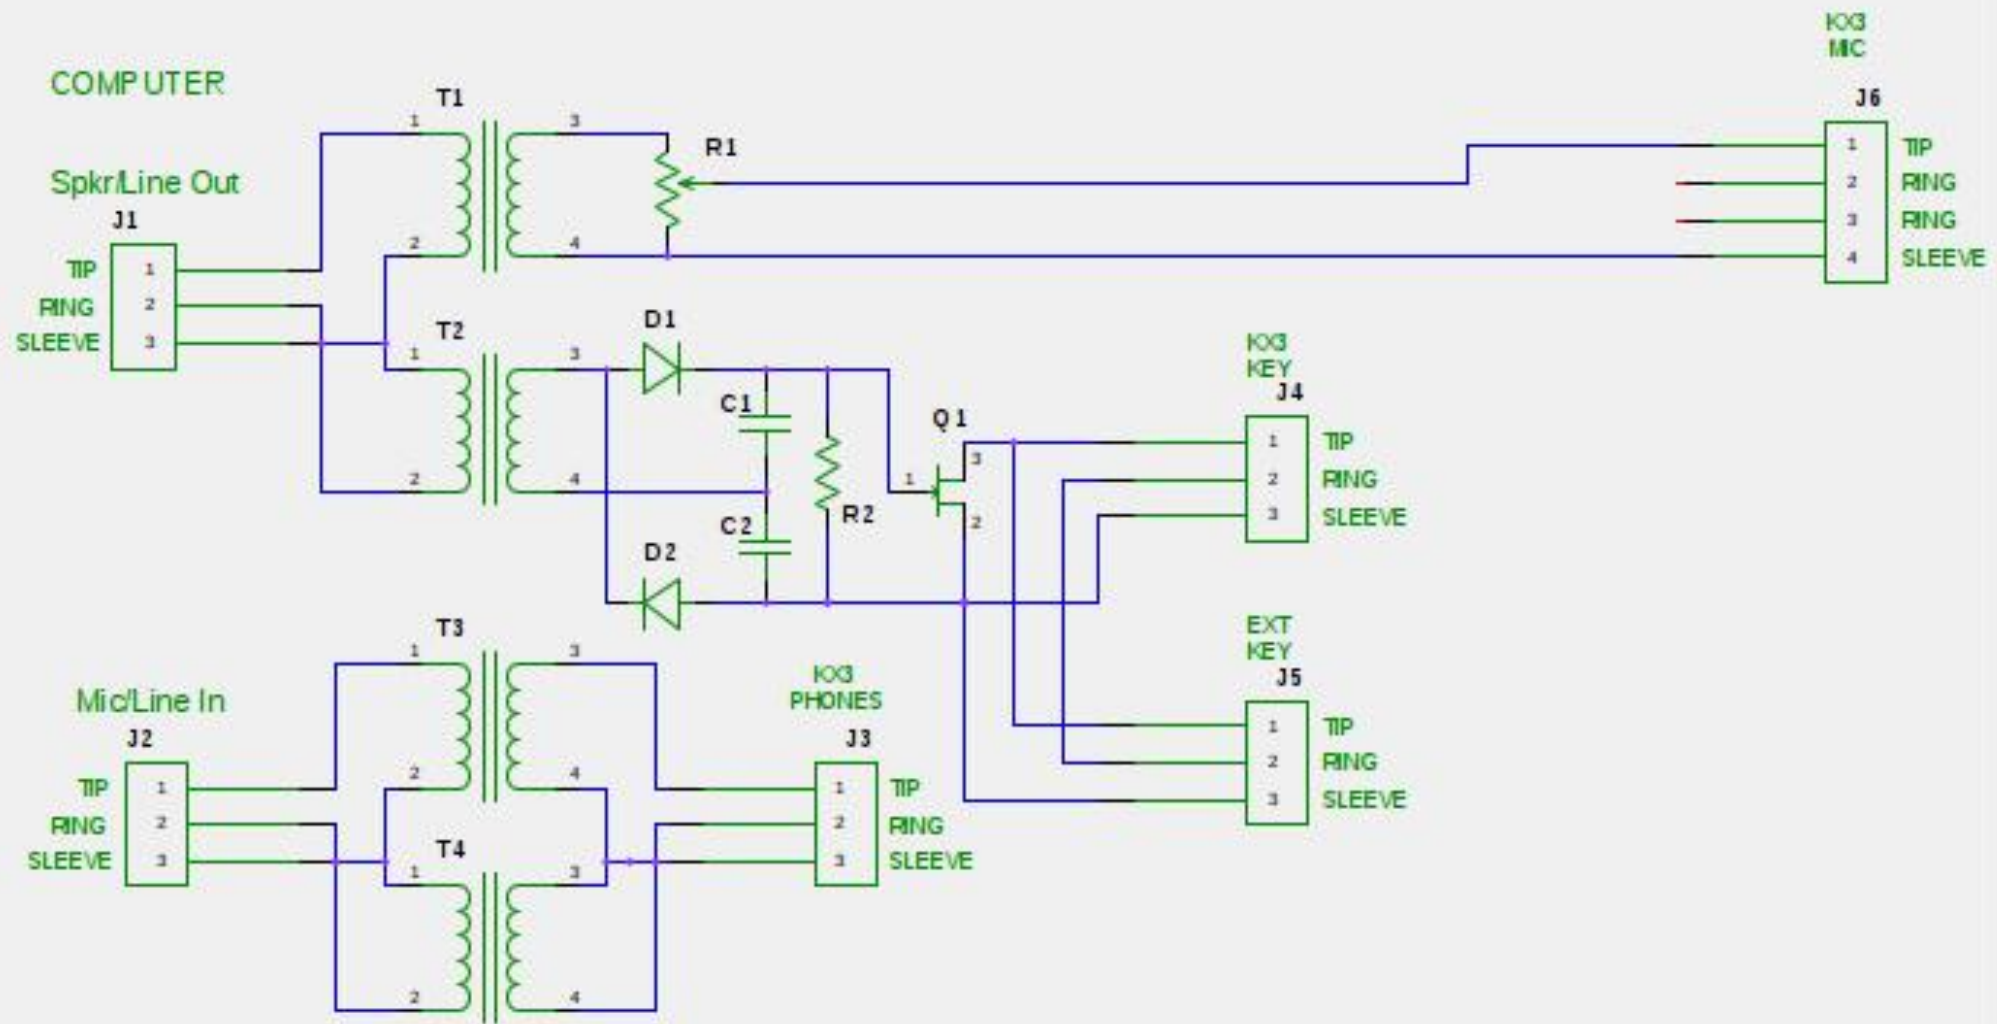 KX3
MIC
COMPUTER
T1
J6
1
3
1
TIP
R1
Spkr/Line Out
2
RING
J1
3
RING
2
4
4
SLEEVE
TIP
1
RING
2
T2
D1
SLEEVE
3
1
3
KX3
KEY
J4
C1
Q1
1
TIP
3
2
4
1
2
RING
C2
R2
2
3
SLEEVE
D2
T3
EXT
KEY
1
3
KX3
PHONES
J5
Mic/Line In
J2
J3
1
TIP
2
4
2
RING
TIP
1
1
TIP
3
SLEEVE
RING
2
2
RING
T4
SLEEVE
3
1
3
3
SLEEVE
2
4